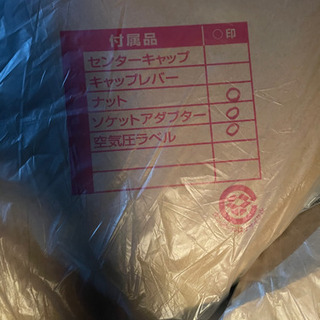 付属品 ○印
センターキャップ
キャップレバー
ナット ○
ソケットアダプター ○
空気圧ラベル ○